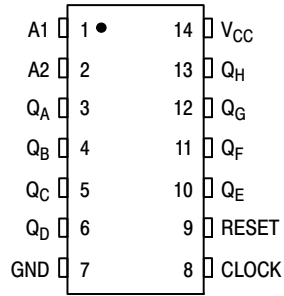 A1 1 14 VCC
A2 2 13 QH
QA 3 12 QG
QB 4 11 QF
QC 5 10 QE
QD 6 9 RESET
GND 7 8 CLOCK